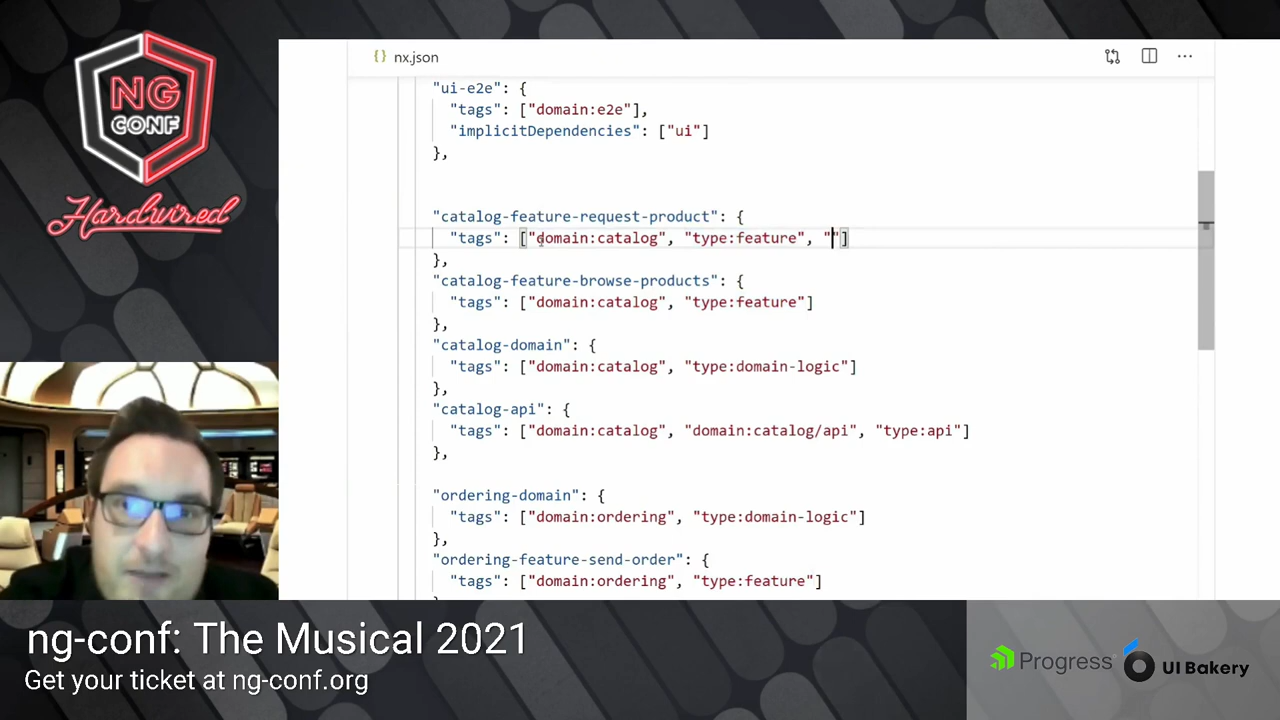 NG
CONF
Hardwired
{} nx.json
"ui-e2e": {
"tags": ["domain:e2e"],
"implicitDependencies": ["ui"]
},
"catalog-feature-request-product": {
"tags": ["domain:catalog", "type:feature", ""]
},
"catalog-feature-browse-products": {
"tags": ["domain:catalog", "type:feature"]
},
"catalog-domain": {
"tags": ["domain:catalog", "type:domain-logic"]
},
"catalog-api": {
"tags": ["domain:catalog", "domain:catalog/api", "type:api"]
},
"ordering-domain": {
"tags": ["domain:ordering", "type:domain-logic"]
},
"ordering-feature-send-order": {
"tags": ["domain:ordering", "type:feature"]
ng-conf: The Musical 2021
Get your ticket at ng-conf.org
Progress
UI Bakery